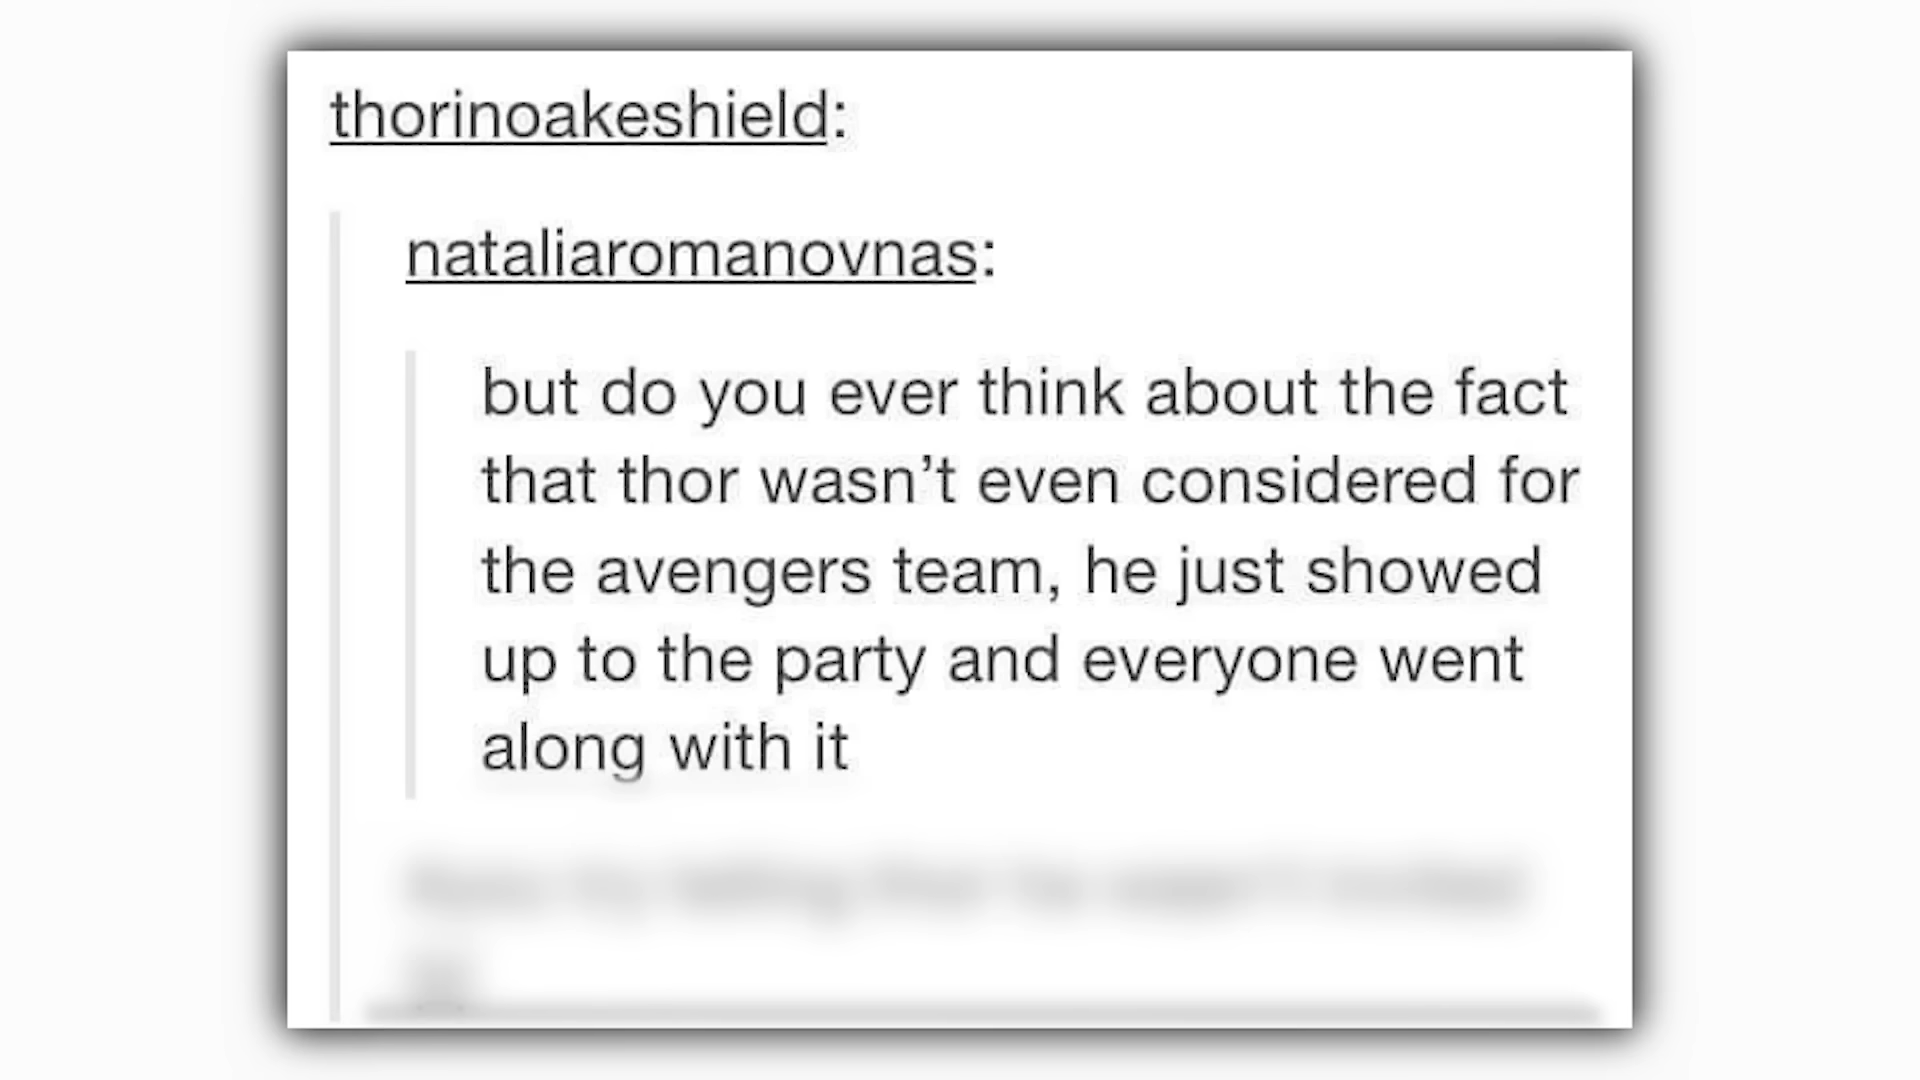 thorinoakeshield:
nataliaromanovnas:
but do you ever think about the fact
that thor wasn’t even considered for
the avengers team, he just showed
up to the party and everyone went
along with it